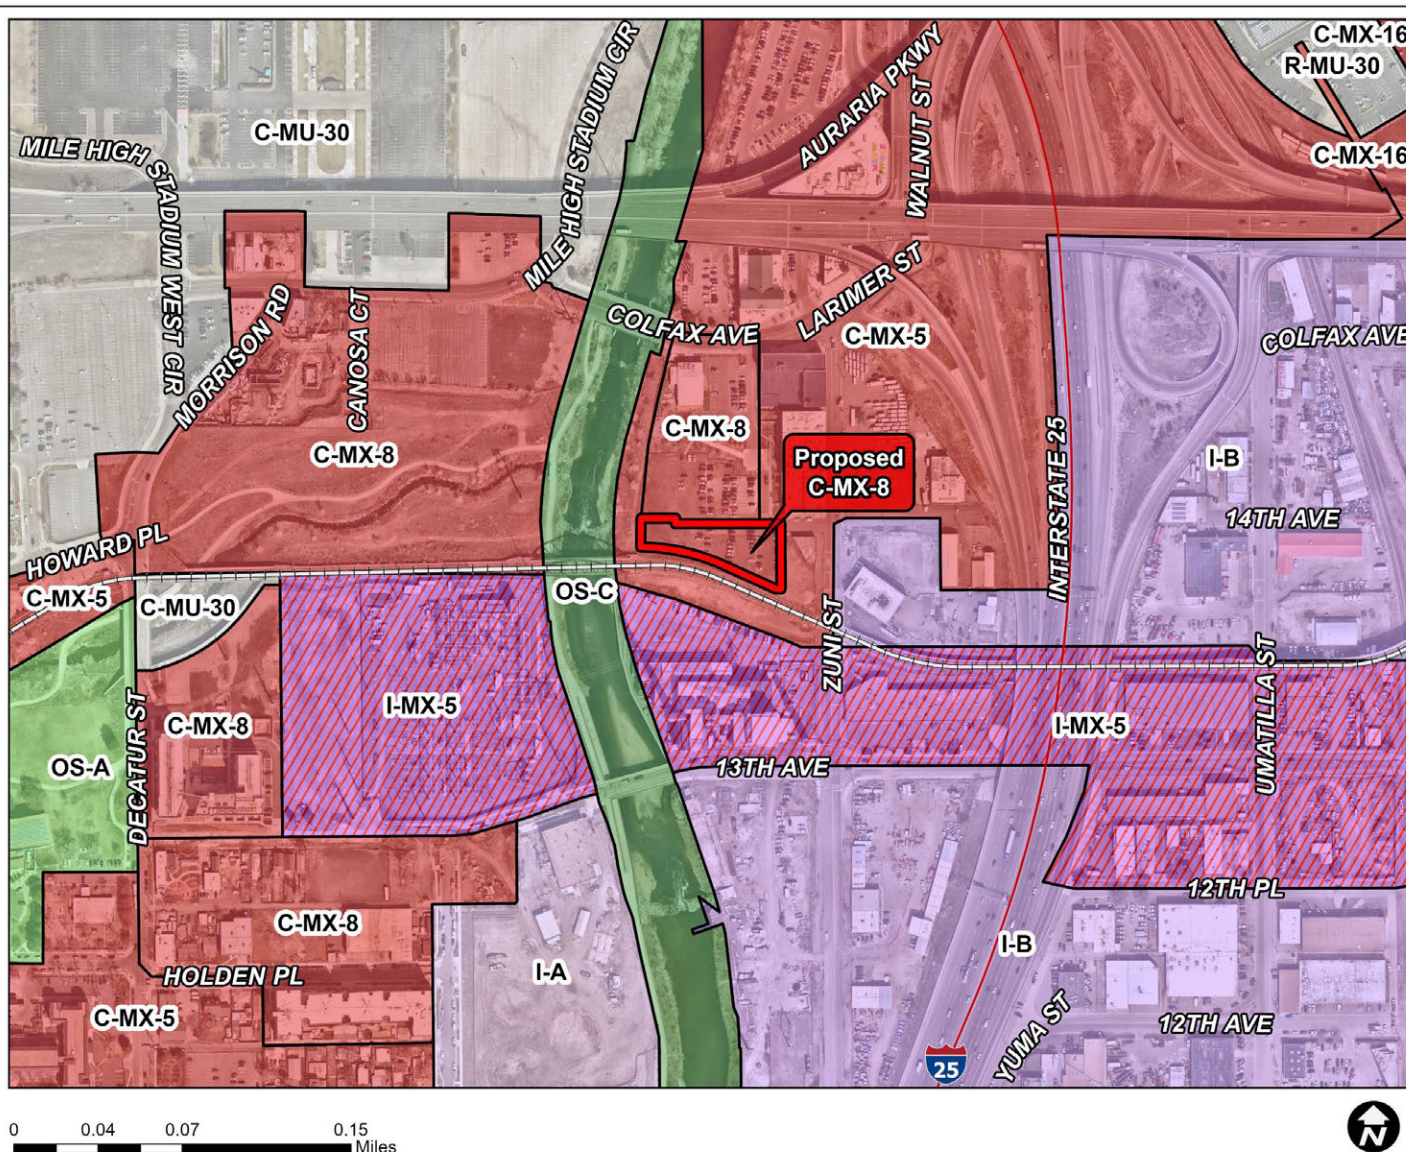 C-MX-16
R-MU-30
C-MU-30
MILE HIGH STADIUM CIR
AURARIA PKWY
WALNUT ST
C-MX-16
MILE HIGH STADIUM WEST CIR
LARIMER ST
MORRISON RD
CANOSA CT
COLFAX AVE
C-MX-5
COLFAX AVE
C-MX-8
C-MX-8
Proposed
C-MX-8
INTERSTATE 25
I-B
14TH AVE
HOWARD PL
C-MX-5
C-MU-30
OS-C
ZUNI ST
UMATILLA ST
DECATUR ST
I-MX-5
C-MX-8
I-MX-5
OS-A
13TH AVE
12TH PL
C-MX-8
I-B
I-A
HOLDEN PL
C-MX-5
YUMA ST
12TH AVE
25
0 0.04 0.07 0.15
Miles
N